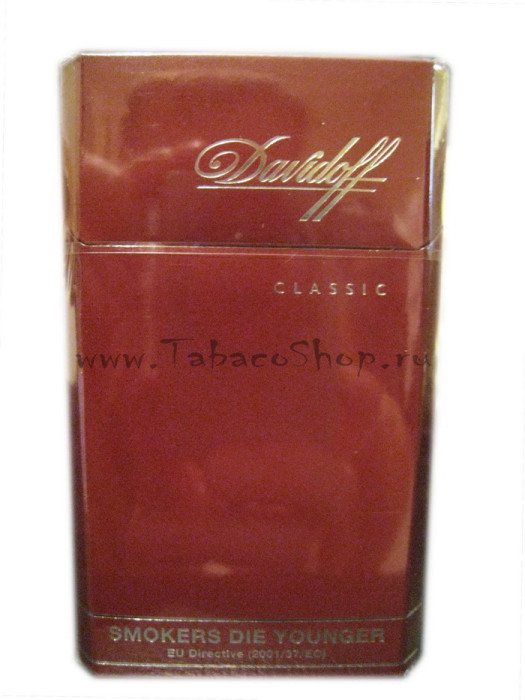 Davidoff
CLASSIC
www.TabacoShop.ru
SMOKERS DIE YOUNGER
EU Directive (2001/37/EC)